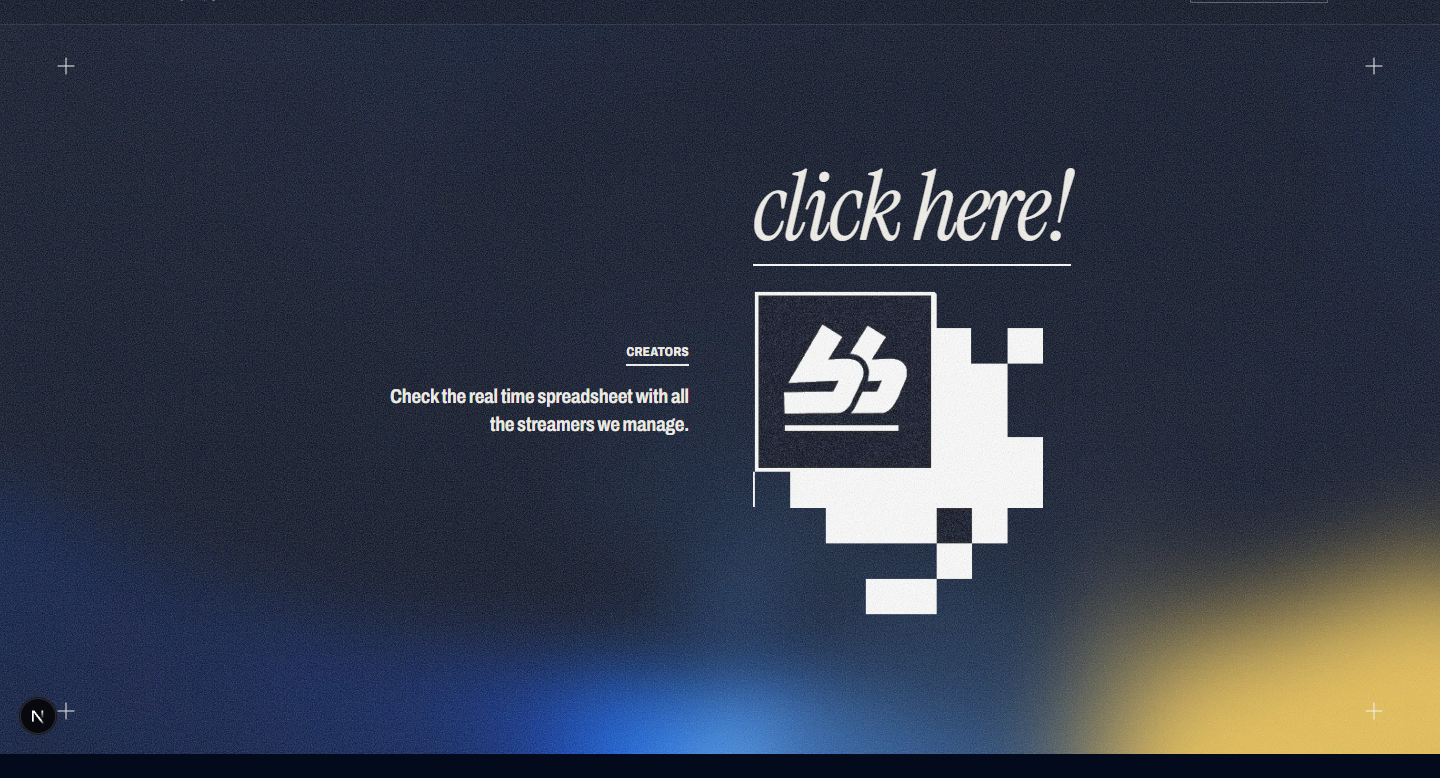 click here!
CREATORS
Check the real time spreadsheet with all
the streamers we manage.
N